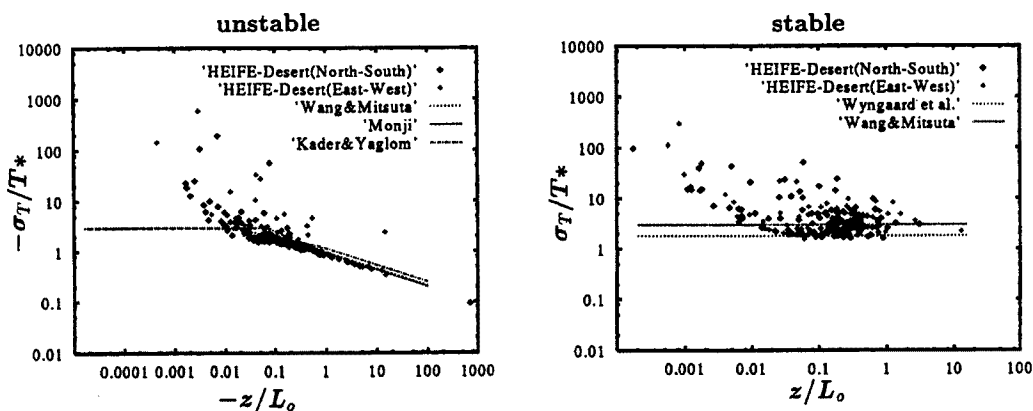 unstable
10000
1000
100
10
1
0.1
0.01
−σT/T*
'HEIFE-Desert(North-South)'
'HEIFE-Desert(East-West)'
'Wang&Mitsuta'
'Monji'
'Kader&Yaglom'
0.0001 0.001 0.01 0.1 1 10 100 1000
−z/Lo
stable
10000
1000
100
10
1
0.1
0.01
σT/T*
'HEIFE-Desert(North-South)'
'HEIFE-Desert(East-West)'
'Wyngaard et al.'
'Wang&Mitsuta'
0.001 0.01 0.1 1 10 100
z/Lo